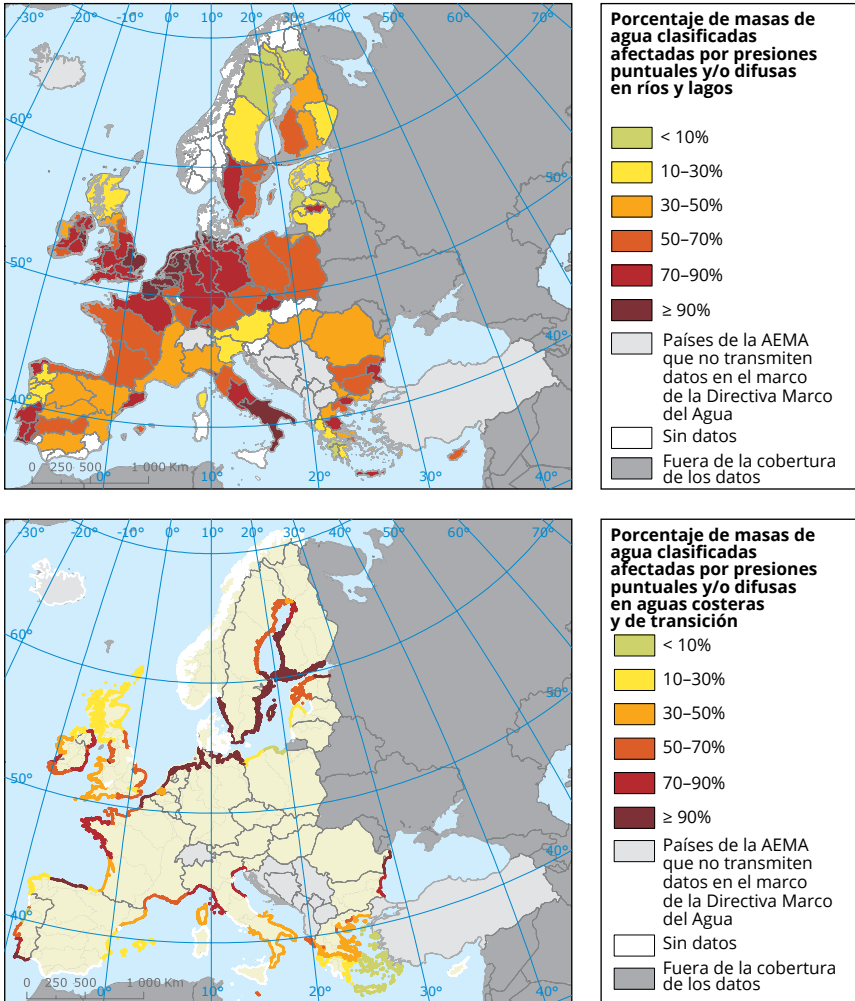 -30° -20° -10° 0° 10° 20° 30° 40° 50° 60° 70°
60°
50°
40°
60°
50°
40°
0 250 500 1 000 Km
0° 10° 20° 30° 40°
Porcentaje de masas de
agua clasificadas
afectadas por presiones
puntuales y/o difusas
en ríos y lagos
< 10%
10–30%
30–50%
50–70%
70–90%
≥ 90%
Países de la AEMA
que no transmiten
datos en el marco
de la Directiva Marco
del Agua
Sin datos
Fuera de la cobertura
de los datos
-30° -20° -10° 0° 10° 20° 30° 40° 50° 60° 70°
60°
50°
40°
60°
50°
40°
0 250 500 1 000 Km
0° 10° 20° 30° 40°
Porcentaje de masas de
agua clasificadas
afectadas por presiones
puntuales y/o difusas
en aguas costeras
y de transición
< 10%
10–30%
30–50%
50–70%
70–90%
≥ 90%
Países de la AEMA
que no transmiten
datos en el marco
de la Directiva Marco
del Agua
Sin datos
Fuera de la cobertura
de los datos